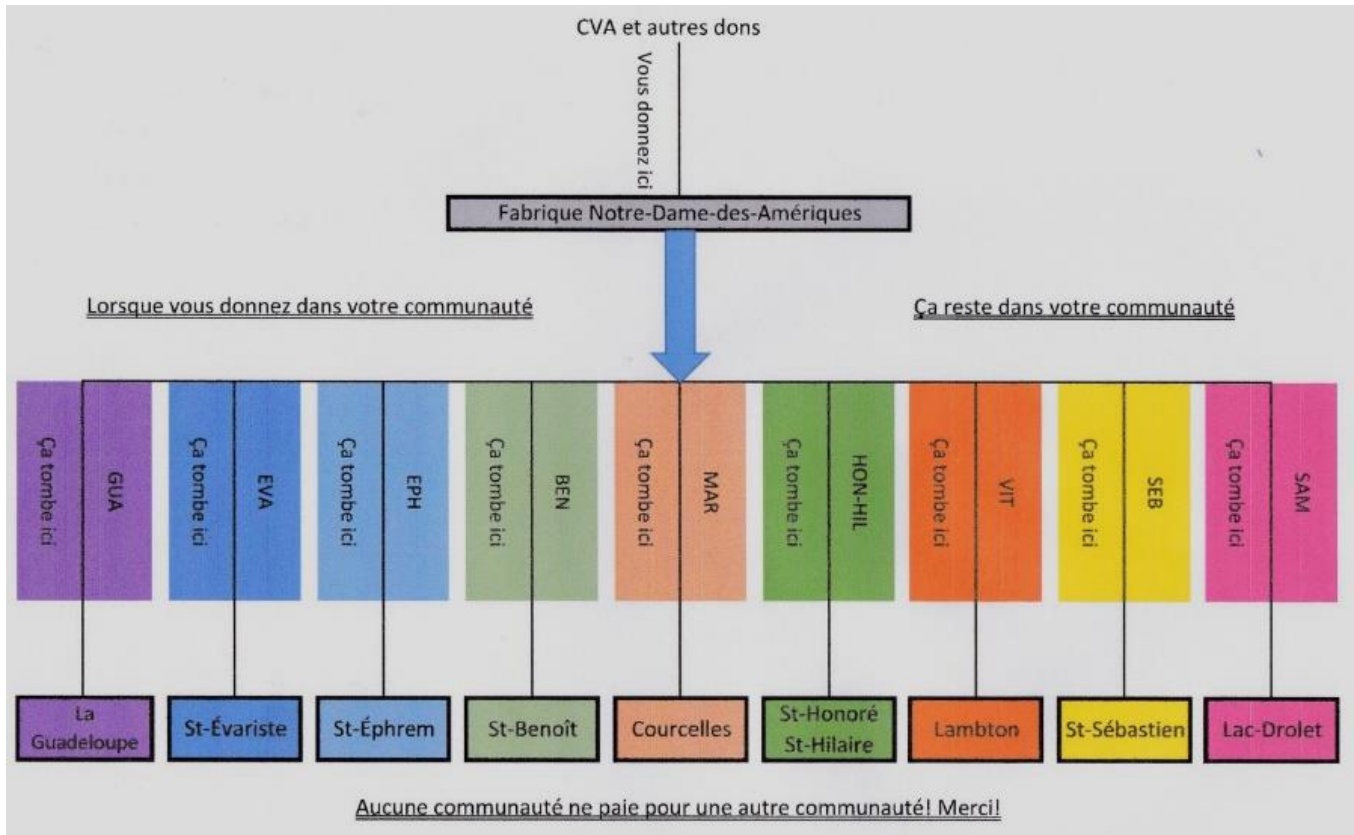 CVA et autres dons
Vous donnez ici
Fabrique Notre-Dame-des-Amériques
Lorsque vous donnez dans votre communauté
Ça reste dans votre communauté
Ça tombe ici
GUA
Ça tombe ici
EVA
Ça tombe ici
EPH
Ça tombe ici
BEN
Ça tombe ici
MAR
Ça tombe ici
HON-HIL
Ça tombe ici
VIT
Ça tombe ici
SEB
Ça tombe ici
SAM
La
Guadeloupe
St-Évariste
St-Éphrem
St-Benoît
Courcelles
St-Honoré
St-Hilaire
Lambton
St-Sébastien
Lac-Drolet
Aucune communauté ne paie pour une autre communauté! Merci!